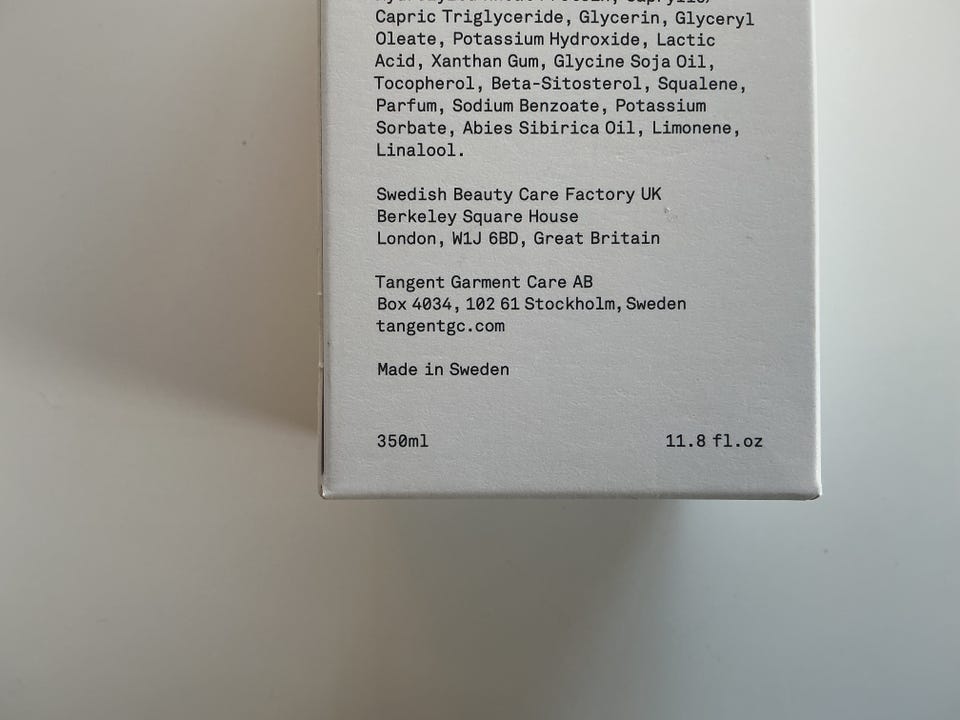 Capric Triglyceride, Glycerin, Glyceryl
Oleate, Potassium Hydroxide, Lactic
Acid, Xanthan Gum, Glycine Soja Oil,
Tocopherol, Beta-Sitosterol, Squalene,
Parfum, Sodium Benzoate, Potassium
Sorbate, Abies Sibirica Oil, Limonene,
Linalool.
Swedish Beauty Care Factory UK
Berkeley Square House
London, W1J 6BD, Great Britain
Tangent Garment Care AB
Box 4034, 102 61 Stockholm, Sweden
tangentgc.com
Made in Sweden
350ml 11.8 fl.oz